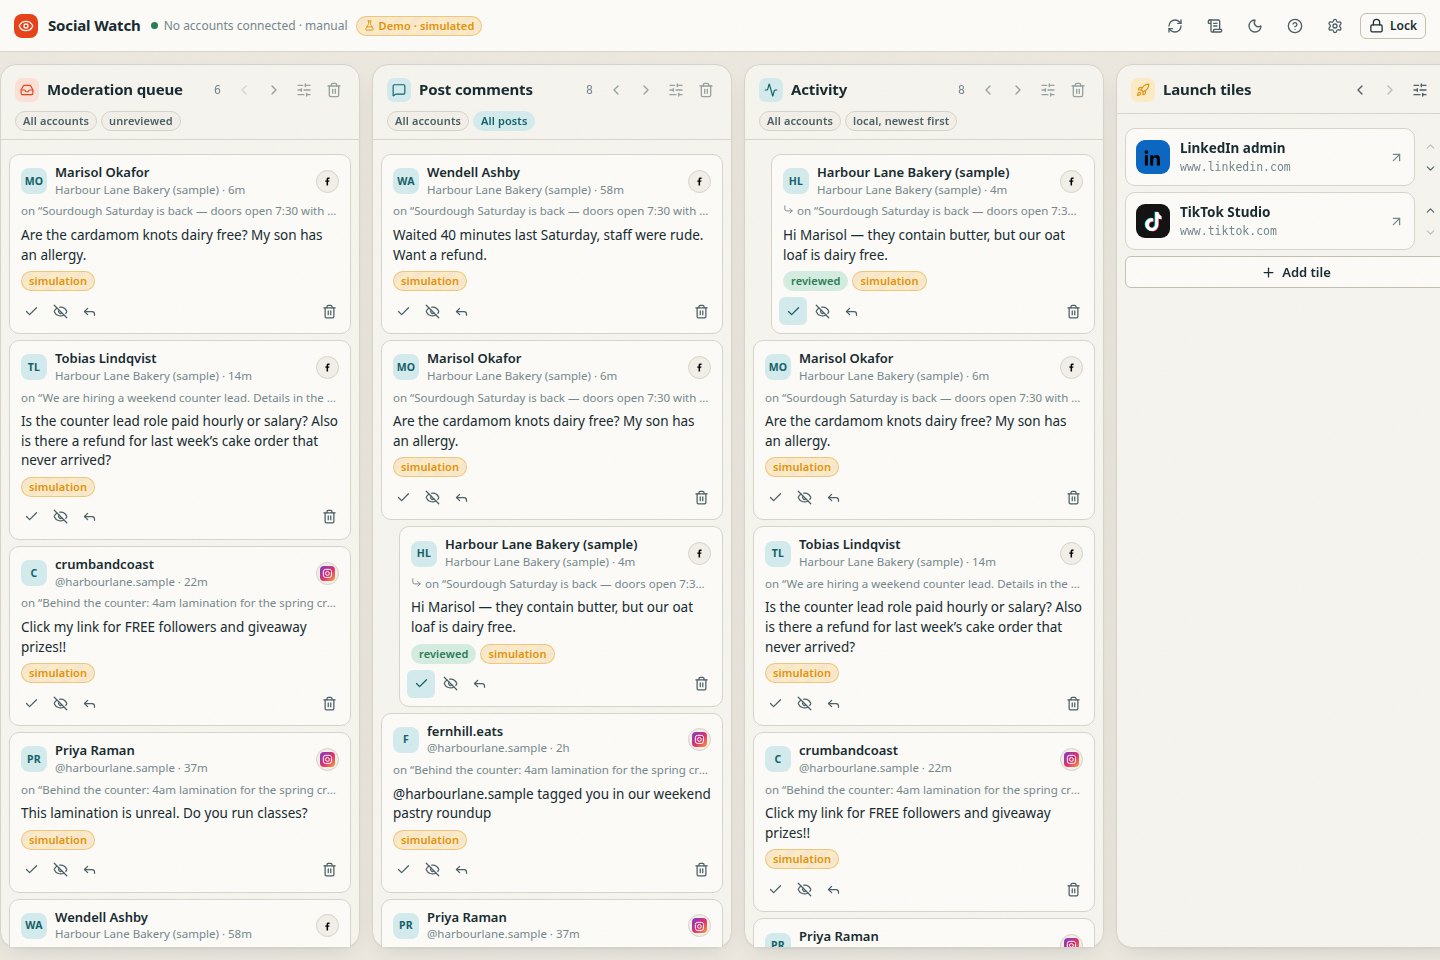 Social Watch
No accounts connected · manual
Demo · simulated
Lock
Moderation queue
6
All accounts
unreviewed
MO
Marisol Okafor
Harbour Lane Bakery (sample) · 6m
on “Sourdough Saturday is back — doors open 7:30 with ...
Are the cardamom knots dairy free? My son has
an allergy.
simulation
TL
Tobias Lindqvist
Harbour Lane Bakery (sample) · 14m
on “We are hiring a weekend counter lead. Details in the ...
Is the counter lead role paid hourly or salary? Also
is there a refund for last week’s cake order that
never arrived?
simulation
C
crumbandcoast
@harbourlane.sample · 22m
on “Behind the counter: 4am lamination for the spring cr...
Click my link for FREE followers and giveaway
prizes!!
simulation
PR
Priya Raman
@harbourlane.sample · 37m
on “Behind the counter: 4am lamination for the spring cr...
This lamination is unreal. Do you run classes?
simulation
WA
Wendell Ashby
Harbour Lane Bakery (sample) · 58m
Post comments
8
All accounts
All posts
WA
Wendell Ashby
Harbour Lane Bakery (sample) · 58m
on “Sourdough Saturday is back — doors open 7:30 with ...
Waited 40 minutes last Saturday, staff were rude.
Want a refund.
simulation
MO
Marisol Okafor
Harbour Lane Bakery (sample) · 6m
on “Sourdough Saturday is back — doors open 7:30 with ...
Are the cardamom knots dairy free? My son has
an allergy.
simulation
HL
Harbour Lane Bakery (sample)
Harbour Lane Bakery (sample) · 4m
on “Sourdough Saturday is back — doors open 7:3...
Hi Marisol — they contain butter, but our oat
loaf is dairy free.
reviewed
simulation
F
fernhill.eats
@harbourlane.sample · 2h
on “Behind the counter: 4am lamination for the spring cr...
@harbourlane.sample tagged you in our weekend
pastry roundup
simulation
PR
Priya Raman
@harbourlane.sample · 37m
Activity
8
All accounts
local, newest first
HL
Harbour Lane Bakery (sample)
Harbour Lane Bakery (sample) · 4m
on “Sourdough Saturday is back — doors open 7:3...
Hi Marisol — they contain butter, but our oat
loaf is dairy free.
reviewed
simulation
MO
Marisol Okafor
Harbour Lane Bakery (sample) · 6m
on “Sourdough Saturday is back — doors open 7:30 with ...
Are the cardamom knots dairy free? My son has
an allergy.
simulation
TL
Tobias Lindqvist
Harbour Lane Bakery (sample) · 14m
on “We are hiring a weekend counter lead. Details in the ...
Is the counter lead role paid hourly or salary? Also
is there a refund for last week’s cake order that
never arrived?
simulation
C
crumbandcoast
@harbourlane.sample · 22m
on “Behind the counter: 4am lamination for the spring cr...
Click my link for FREE followers and giveaway
prizes!!
simulation
PR
Priya Raman
Launch tiles
in
LinkedIn admin
www.linkedin.com
TikTok Studio
www.tiktok.com
Add tile